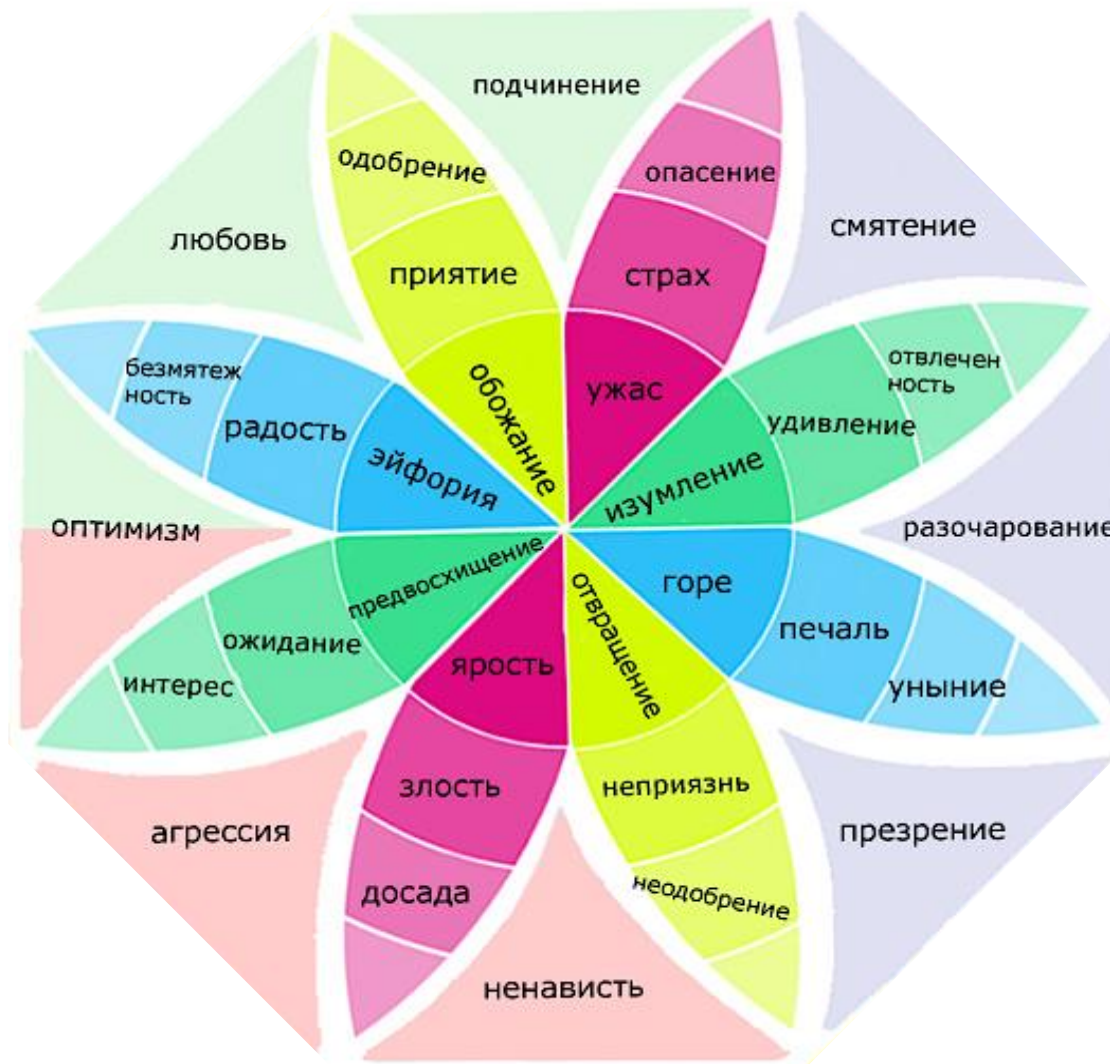 подчинение
одобрение
опасение
любовь
смятение
приятие
страх
безмятеж
ность
отвлечен
ность
обожание
ужас
радость
удивление
эйфория
изумление
оптимизм
разочарование
предвосхищение
горе
отвращение
ожидание
печаль
интерес
ярость
уныние
злость
неприязнь
агрессия
презрение
досада
неодобрение
ненависть